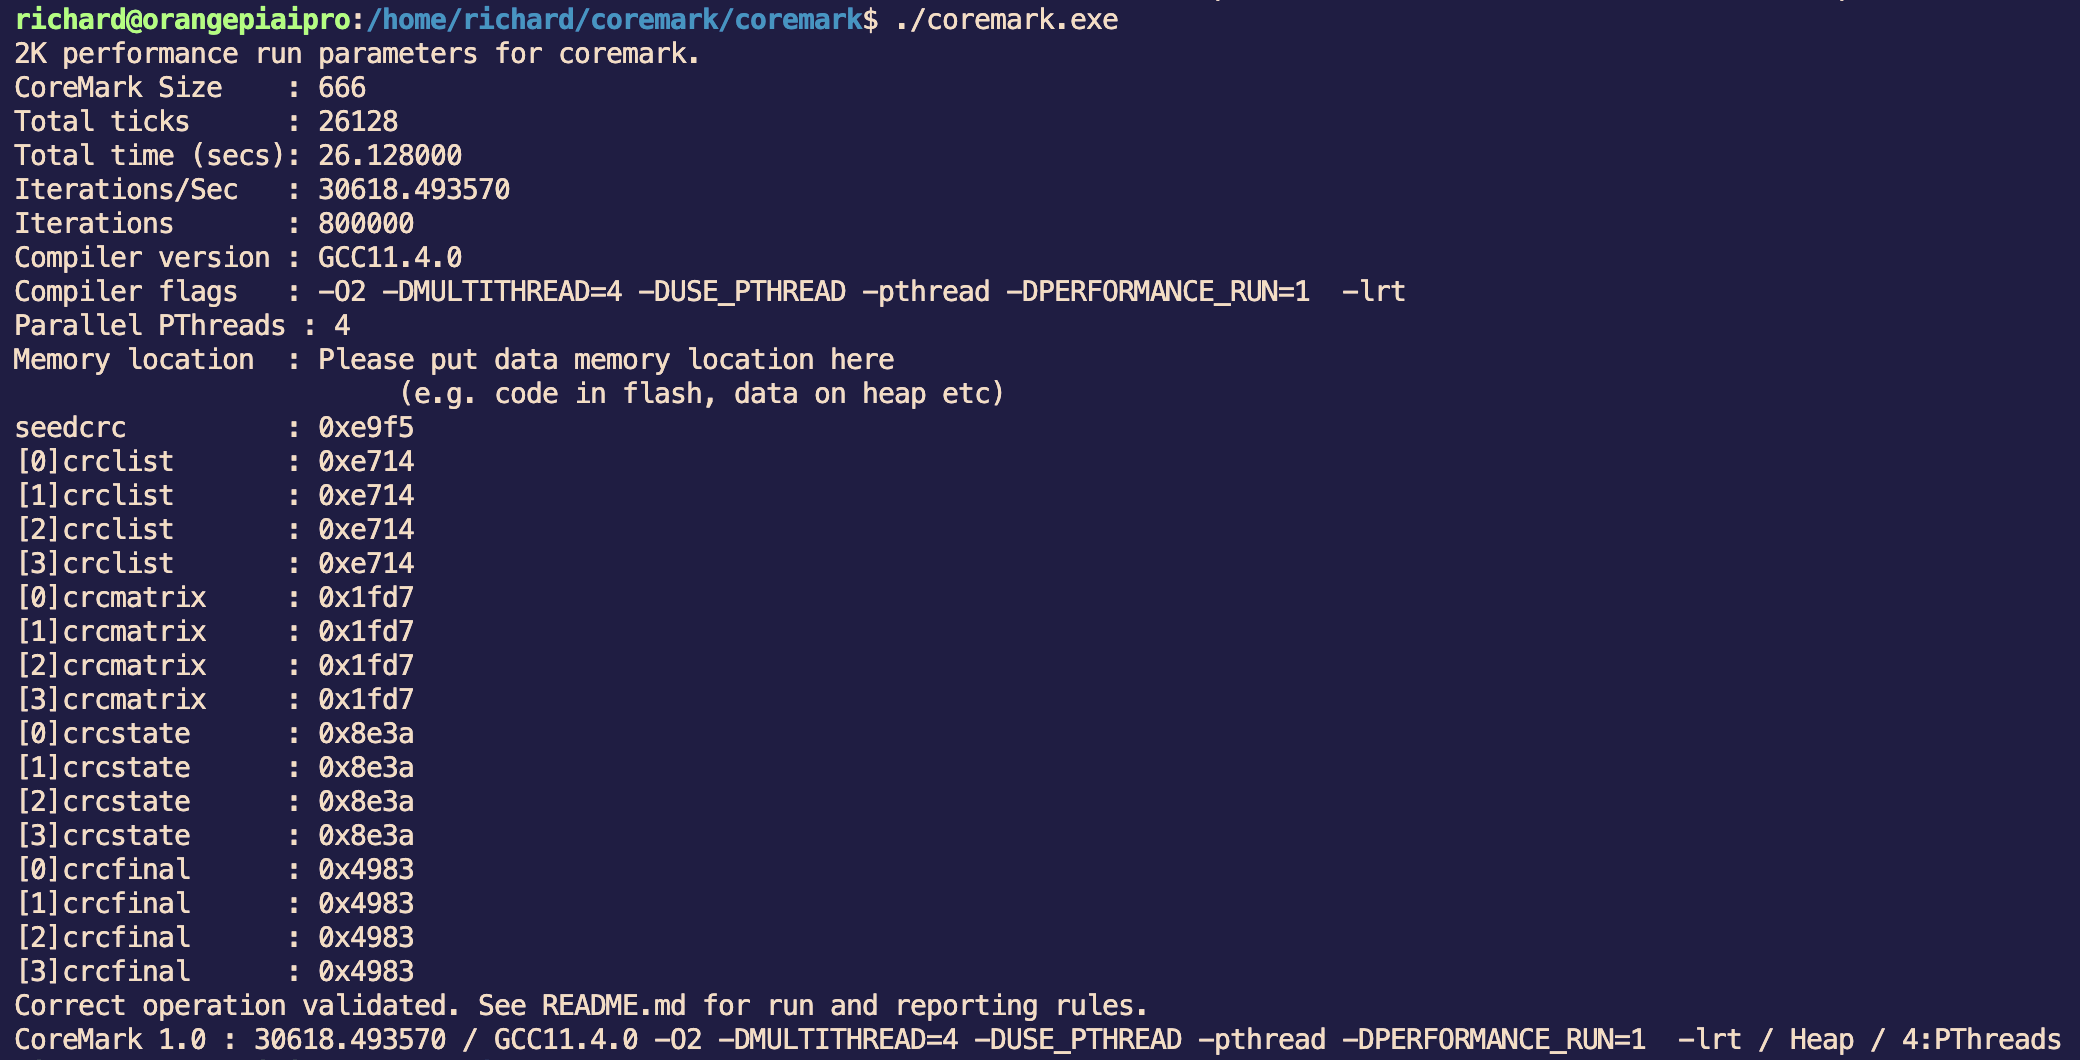 richard@orangepiaipro:/home/richard/coremark/coremark$ ./coremark.exe
2K performance run parameters for coremark.
CoreMark Size    : 666
Total ticks      : 26128
Total time (secs): 26.128000
Iterations/Sec   : 30618.493570
Iterations       : 800000
Compiler version : GCC11.4.0
Compiler flags   : -O2 -DMULTITHREAD=4 -DUSE_PTHREAD -pthread -DPERFORMANCE_RUN=1  -lrt
Parallel PThreads : 4
Memory location  : Please put data memory location here
                        (e.g. code in flash, data on heap etc)
seedcrc          : 0xe9f5
[0]crclist       : 0xe714
[1]crclist       : 0xe714
[2]crclist       : 0xe714
[3]crclist       : 0xe714
[0]crcmatrix     : 0x1fd7
[1]crcmatrix     : 0x1fd7
[2]crcmatrix     : 0x1fd7
[3]crcmatrix     : 0x1fd7
[0]crcstate      : 0x8e3a
[1]crcstate      : 0x8e3a
[2]crcstate      : 0x8e3a
[3]crcstate      : 0x8e3a
[0]crcfinal      : 0x4983
[1]crcfinal      : 0x4983
[2]crcfinal      : 0x4983
[3]crcfinal      : 0x4983
Correct operation validated. See README.md for run and reporting rules.
CoreMark 1.0 : 30618.493570 / GCC11.4.0 -O2 -DMULTITHREAD=4 -DUSE_PTHREAD -pthread -DPERFORMANCE_RUN=1  -lrt / Heap / 4:PThreads